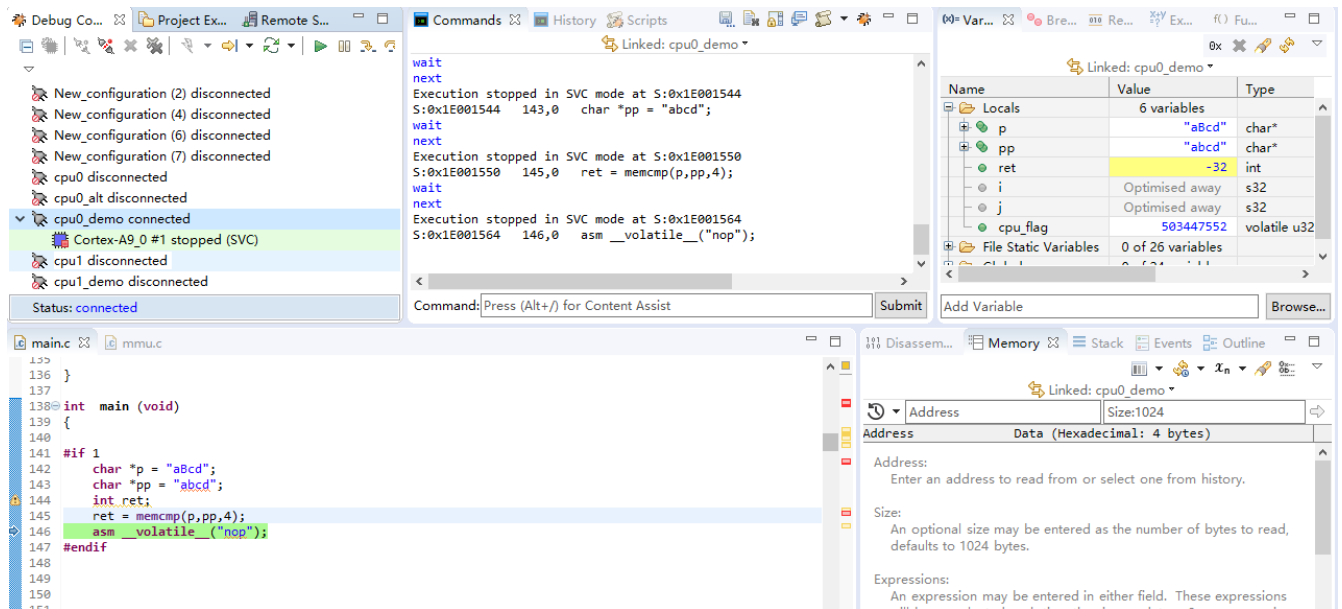 Debug Co... Project Ex... Remote S...
New_configuration (2) disconnected
New_configuration (4) disconnected
New_configuration (6) disconnected
New_configuration (7) disconnected
cpu0 disconnected
cpu0_alt disconnected
cpu0_demo connected
Cortex-A9_0 #1 stopped (SVC)
cpu1 disconnected
cpu1_demo disconnected
Status: connected
Commands History Scripts
Linked: cpu0_demo
wait
next
Execution stopped in SVC mode at S:0x1E001544
S:0x1E001544 143,0 char *pp = "abcd";
wait
next
Execution stopped in SVC mode at S:0x1E001550
S:0x1E001550 145,0 ret = memcmp(p,pp,4);
wait
next
Execution stopped in SVC mode at S:0x1E001564
S:0x1E001564 146,0 asm __volatile__("nop");
Command: Press (Alt+/) for Content Assist Submit
(x)= Var... Bre... Re... Ex... f() Fu...
0x
Linked: cpu0_demo
Name Value Type
Locals 6 variables
p "aBcd" char*
pp "abcd" char*
ret -32 int
i Optimised away s32
j Optimised away s32
cpu_flag 503447552 volatile u32
File Static Variables 0 of 26 variables
Add Variable Browse...
main.c mmu.c
135
136 }
137
138 int main (void)
139 {
140
141 #if 1
142 char *p = "aBcd";
143 char *pp = "abcd";
144 int ret;
145 ret = memcmp(p,pp,4);
146 asm __volatile__("nop");
147 #endif
148
149
150
151
Disassem... Memory Stack Events Outline
Linked: cpu0_demo
Address Size:1024
Address Data (Hexadecimal: 4 bytes)
Address:
Enter an address to read from or select one from history.
Size:
An optional size may be entered as the number of bytes to read,
defaults to 1024 bytes.
Expressions:
An expression may be entered in either field. These expressions